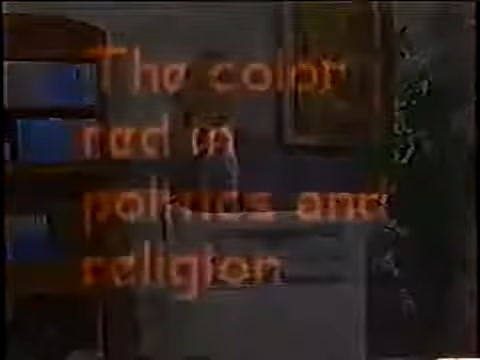 The color
red in
politics and
religion